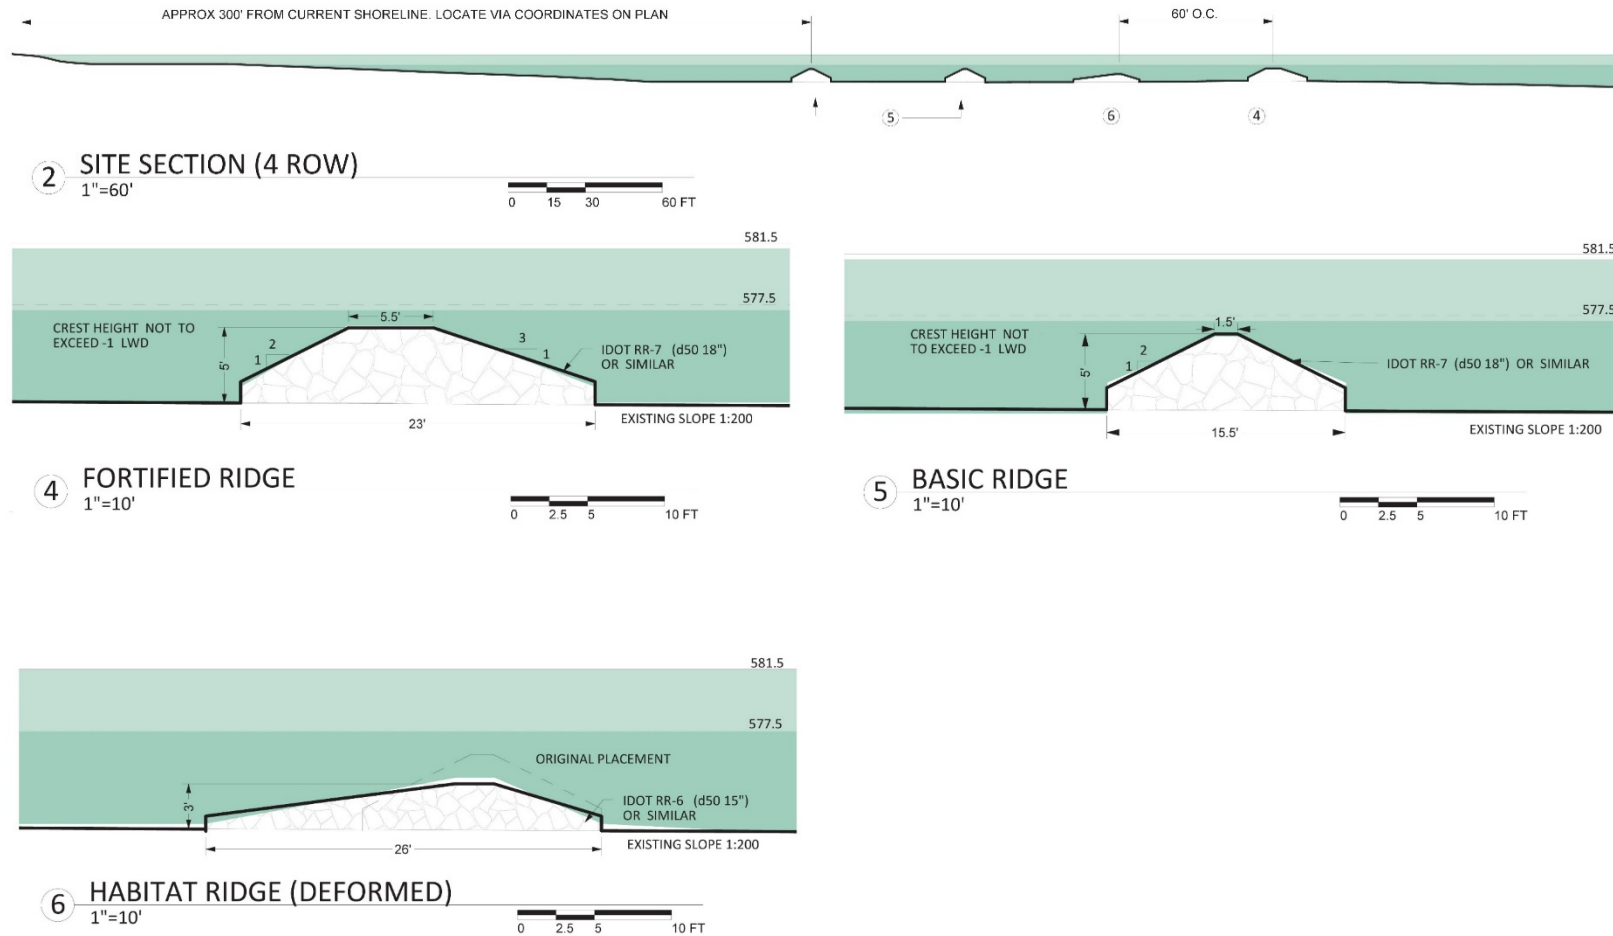 APPROX 300' FROM CURRENT SHORELINE. LOCATE VIA COORDINATES ON PLAN
60' O.C.
5
6
4
2
SITE SECTION (4 ROW)
1"=60'
0 15 30 60 FT
581.5
577.5
5.5'
CREST HEIGHT NOT TO
EXCEED -1 LWD
2
1
3
1
5'
IDOT RR-7 (d50 18")
OR SIMILAR
23'
EXISTING SLOPE 1:200
4
FORTIFIED RIDGE
1"=10'
0 2.5 5 10 FT
581.5
577.5
1.5'
CREST HEIGHT NOT
TO EXCEED -1 LWD
2
1
5'
IDOT RR-7 (d50 18") OR SIMILAR
15.5'
EXISTING SLOPE 1:200
5
BASIC RIDGE
1"=10'
0 2.5 5 10 FT
581.5
577.5
ORIGINAL PLACEMENT
3'
IDOT RR-6 (d50 15")
OR SIMILAR
26'
EXISTING SLOPE 1:200
6
HABITAT RIDGE (DEFORMED)
1"=10'
0 2.5 5 10 FT